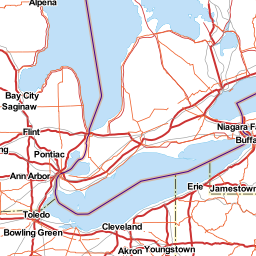 Alpena
Bay City
Saginaw
Flint
Niagara Fa
Buffa
ng
Pontiac
Ann Arbor
Erie
Jamestown
Toledo
Cleveland
Bowling Green
Akron
Youngstown